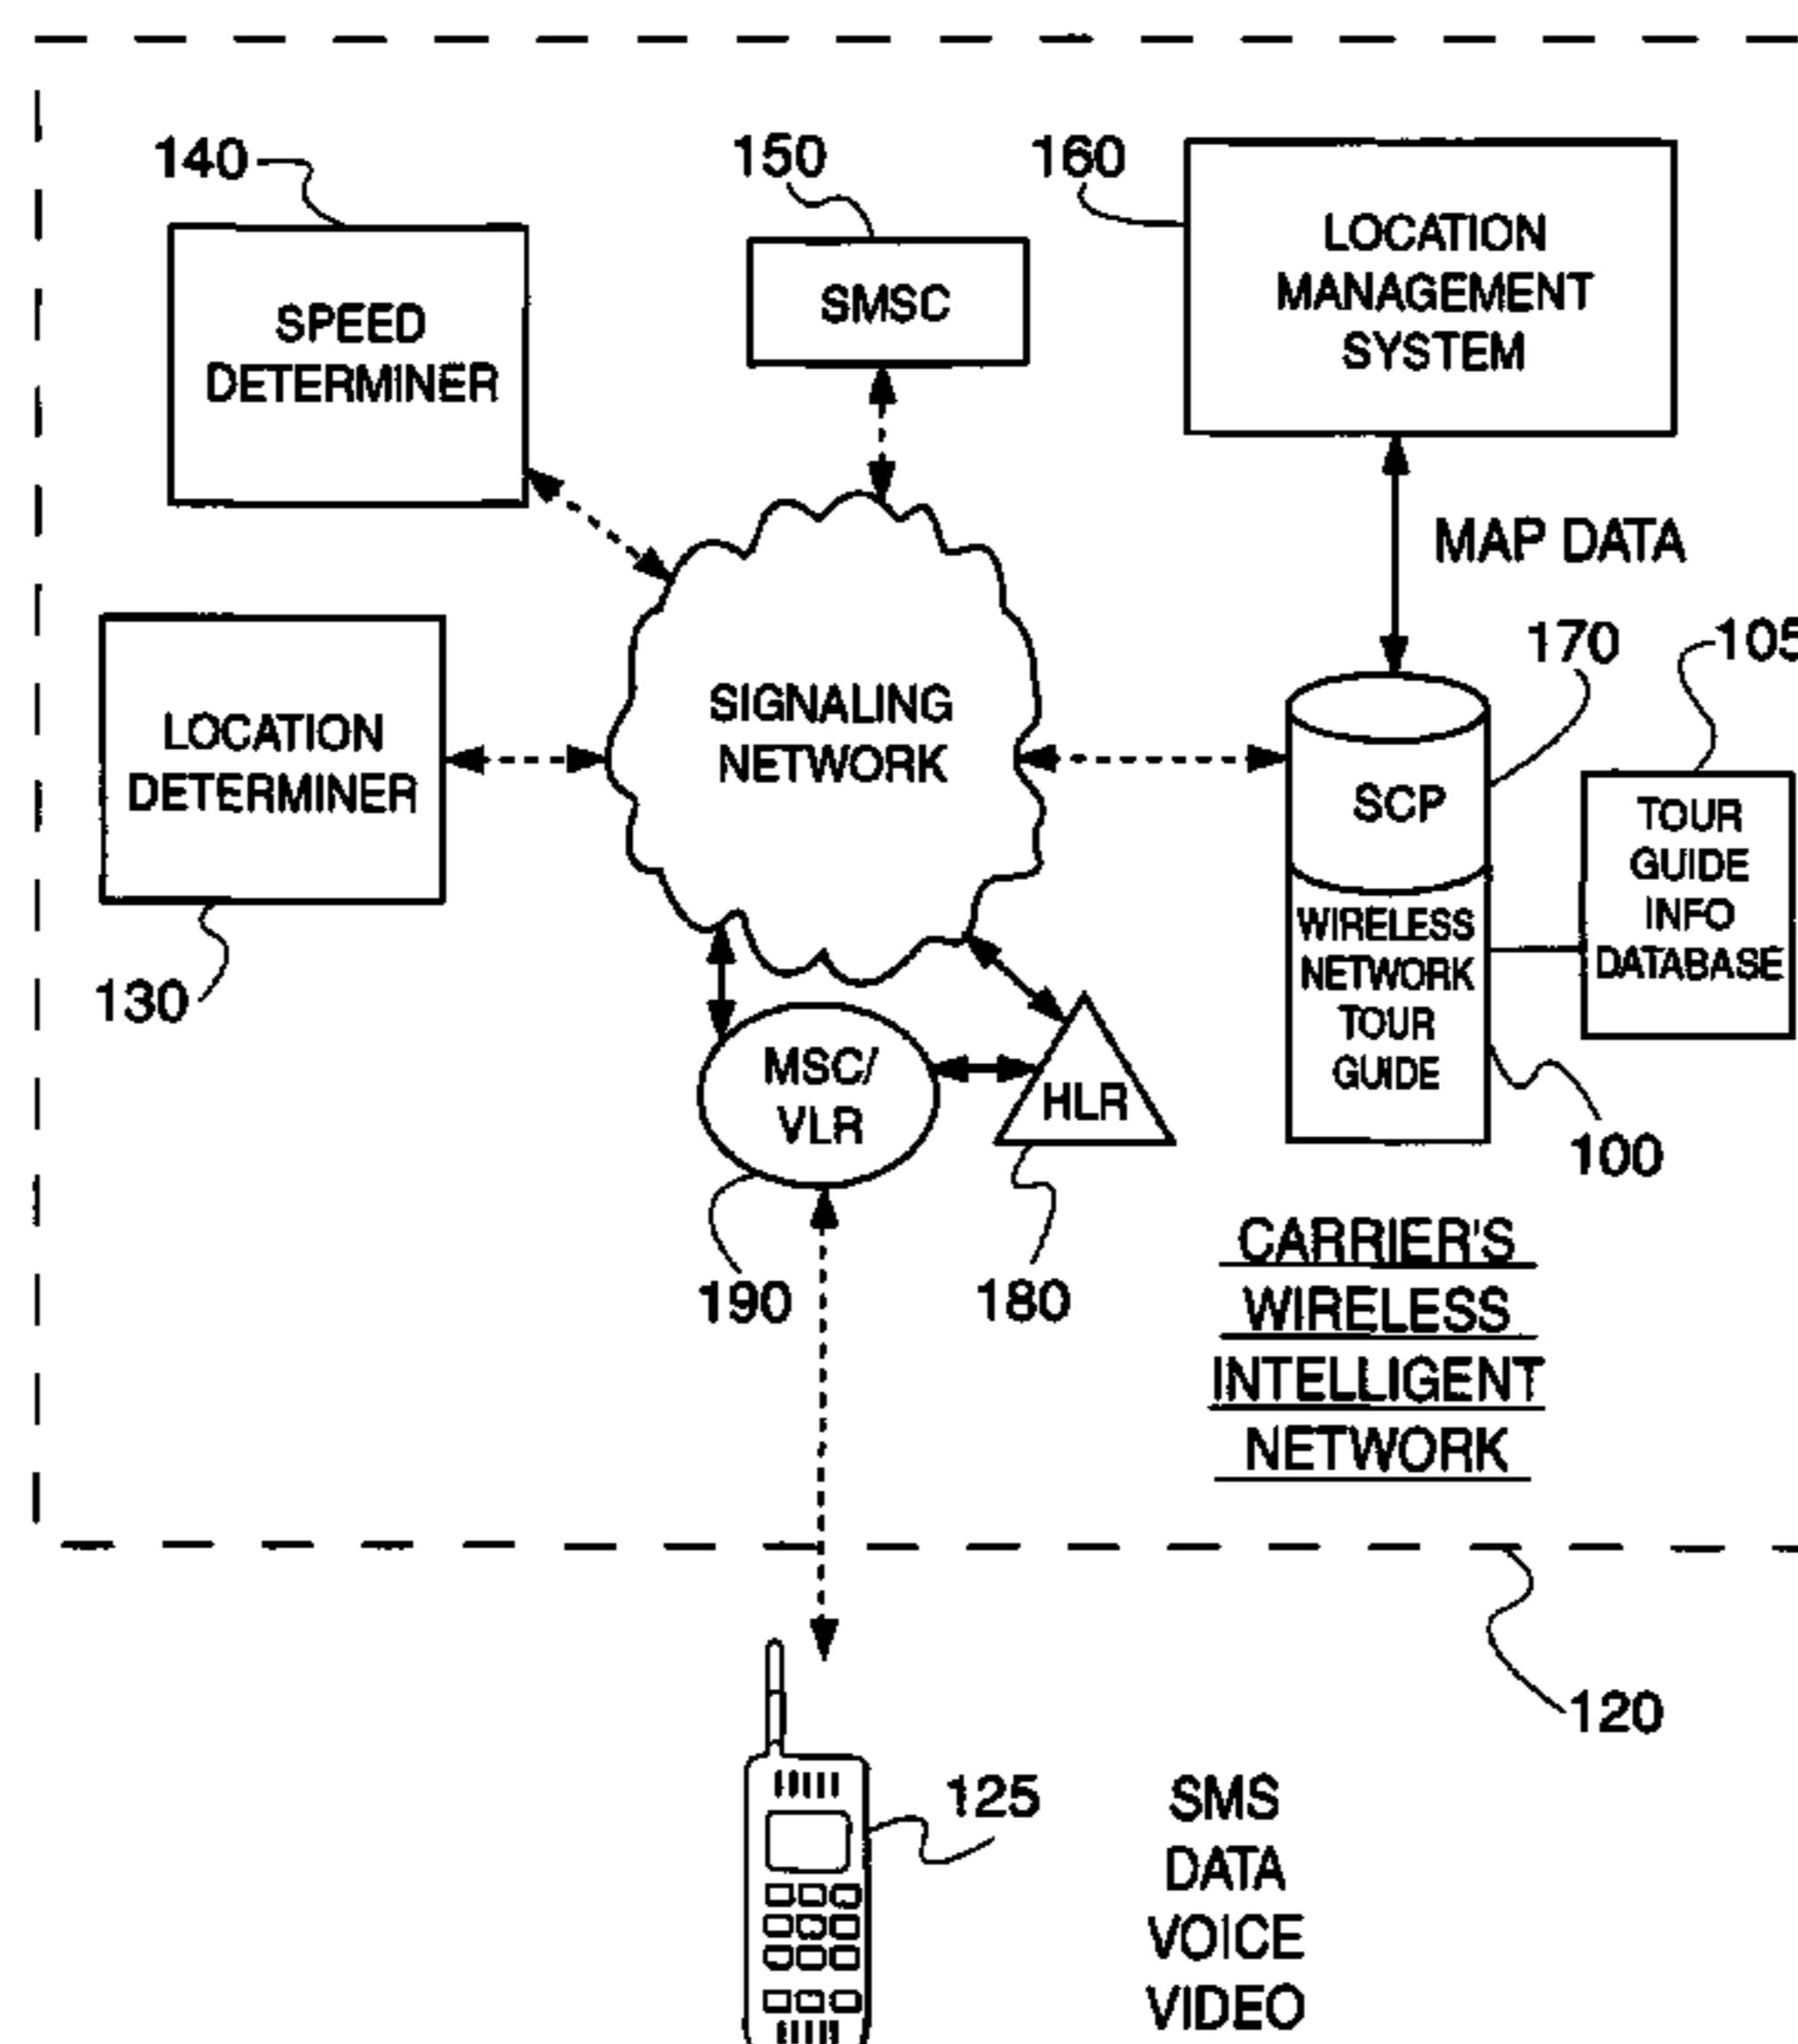 140
150
160
SPEED
DETERMINER
SMSC
LOCATION
MANAGEMENT
SYSTEM
MAP DATA
170
105
LOCATION
DETERMINER
130
SIGNALING
NETWORK
SCP
WIRELESS
NETWORK
TOUR
GUIDE
TOUR
GUIDE
INFO
DATABASE
MSC/
VLR
HLR
100
190
180
CARRIER'S
WIRELESS
INTELLIGENT
NETWORK
120
125
SMS
DATA
VOICE
VIDEO